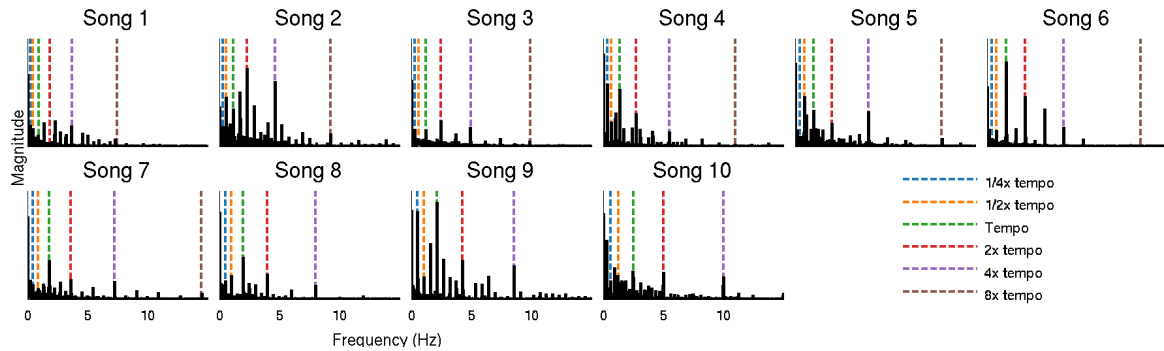 Song 1 Song 2 Song 3 Song 4 Song 5 Song 6
Magnitude
Song 7 Song 8 Song 9 Song 10
1/4x tempo
1/2x tempo
Tempo
2x tempo
4x tempo
8x tempo
0 5 10 0 5 10 0 5 10 0 5 10
Frequency (Hz)